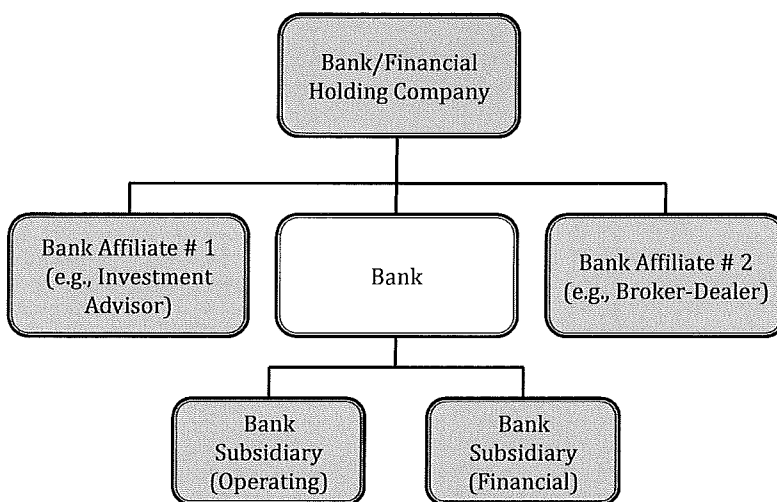 Bank/Financial
Holding Company
Bank Affiliate # 1
(e.g., Investment
Advisor)
Bank
Bank Affiliate # 2
(e.g., Broker-Dealer)
Bank
Subsidiary
(Operating)
Bank
Subsidiary
(Financial)